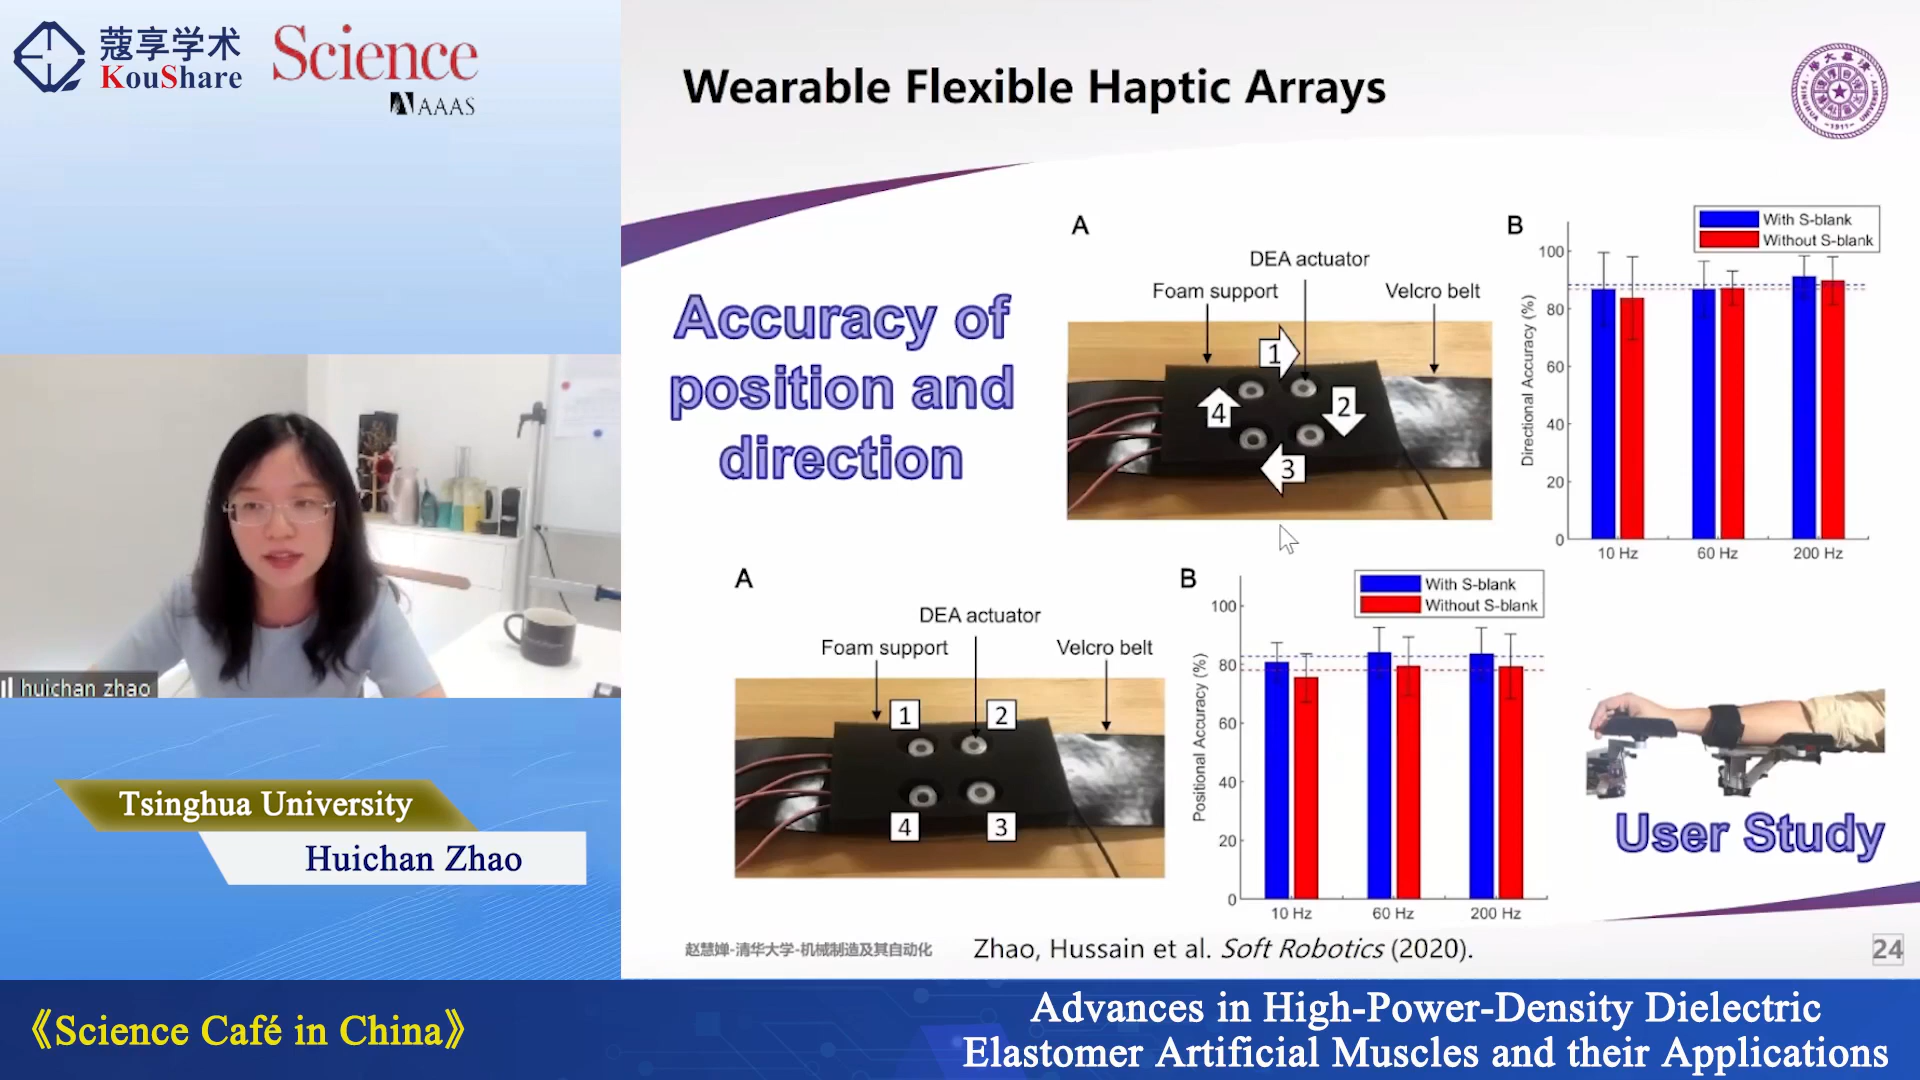 蔻享学术
KouShare
Science
AAAS
huichan zhao
Tsinghua University
Huichan Zhao
Wearable Flexible Haptic Arrays
Accuracy of
position and
direction
A
DEA actuator
Foam support
Velcro belt
1
2
3
4
B
With S-blank
Without S-blank
Directional Accuracy (%)
100
80
60
40
20
0
10 Hz
60 Hz
200 Hz
A
DEA actuator
Foam support
Velcro belt
1
2
4
3
B
With S-blank
Without S-blank
Positional Accuracy (%)
100
80
60
40
20
0
10 Hz
60 Hz
200 Hz
User Study
赵慧婵-清华大学-机械制造及其自动化
Zhao, Hussain et al. Soft Robotics (2020).
24
《Science Café in China》
Advances in High-Power-Density Dielectric
Elastomer Artificial Muscles and their Applications